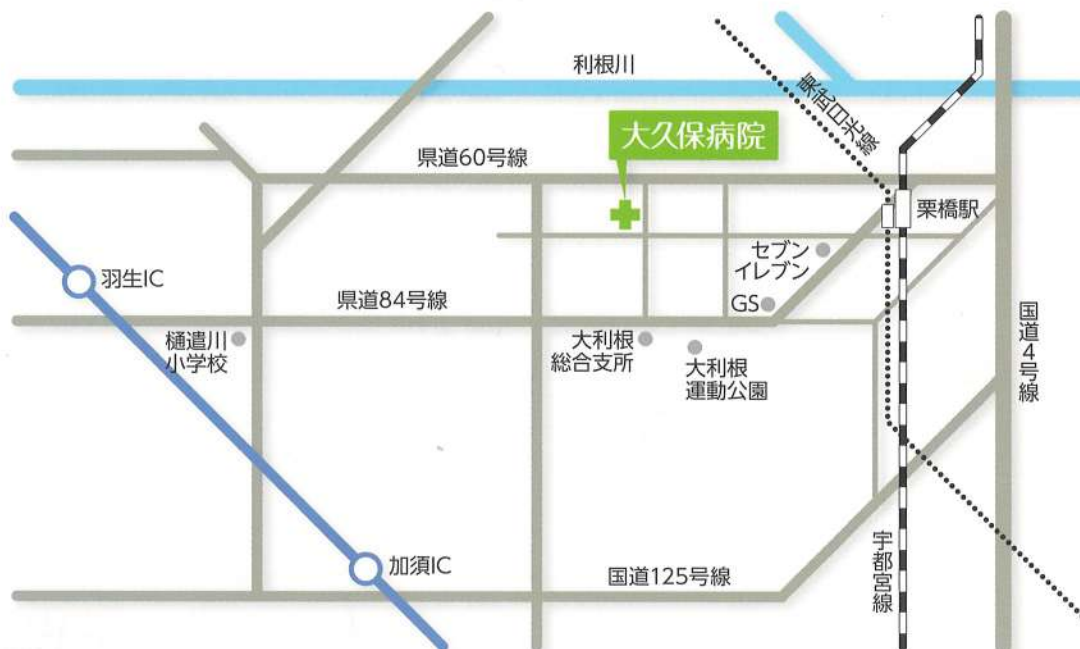 利根川
東武日光線
大久保病院
県道60号線
栗橋駅
セブン
イレブン
羽生IC
県道84号線
GS
国道4号線
樋遣川
小学校
大利根
総合支所
大利根
運動公園
加須IC
国道125号線
宇都宮線